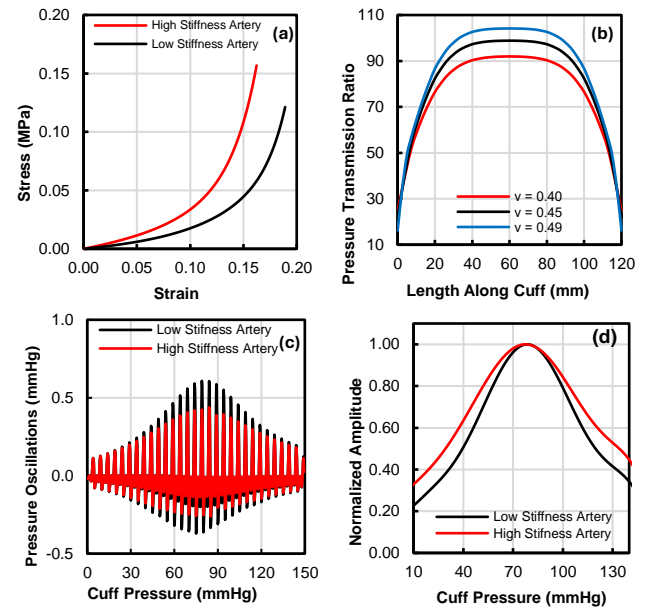 (a)
High Stiffness Artery
Low Stiffness Artery
Stress (MPa)
0.20
0.15
0.10
0.05
0.00
0.00 0.05 0.10 0.15 0.20
Strain
(b)
Pressure Transmission Ratio
110
90
70
50
30
10
v = 0.40
v = 0.45
v = 0.49
0 20 40 60 80 100 120
Length Along Cuff (mm)
(c)
Low Stifness Artery
High Stiffness Artery
Pressure Oscillations (mmHg)
1.0
0.5
0.0
-0.5
0 30 60 90 120 150
Cuff Pressure (mmHg)
(d)
Normalized Amplitude
1.00
0.80
0.60
0.40
0.20
0.00
Low Stiffness Artery
High Stifness Artery
10 40 70 100 130
Cuff Pressure (mmHg)